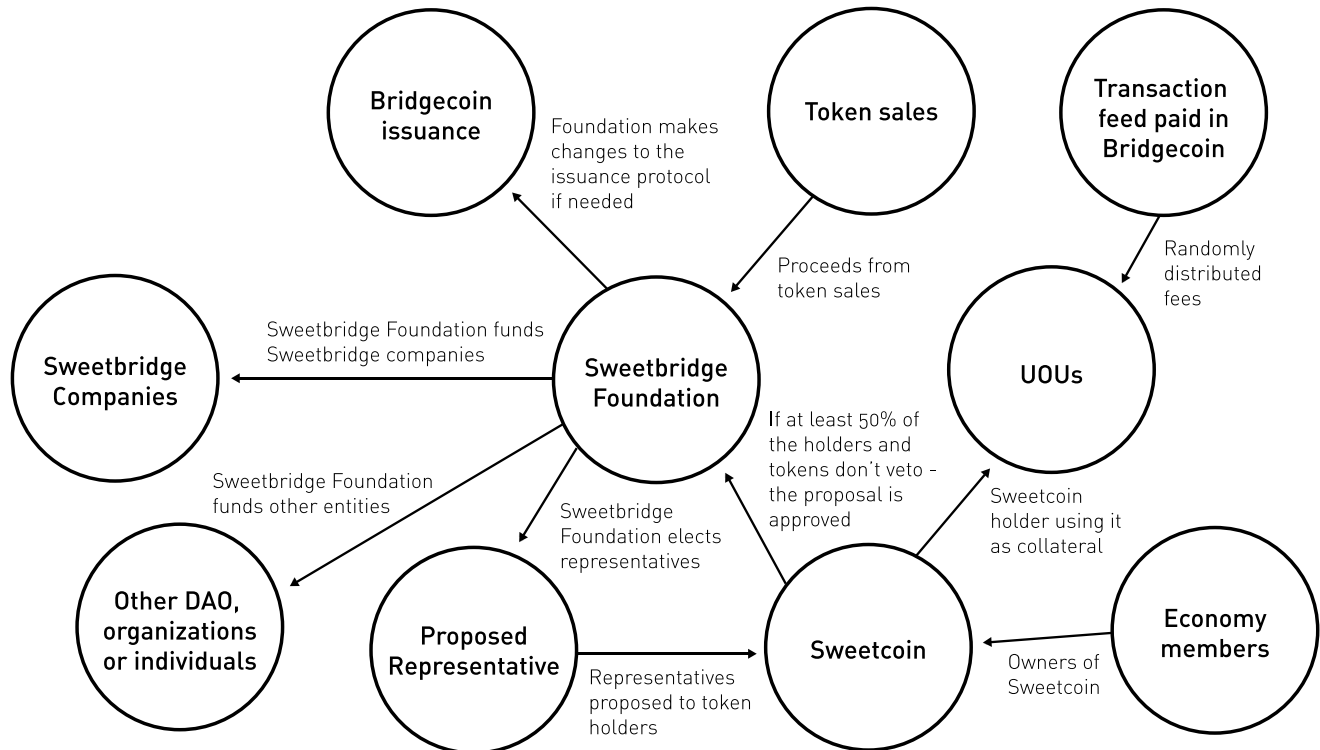 Bridgecoin
issuance
Foundation makes
changes to the
issuance protocol
if needed
Token sales
Transaction
feed paid in
Bridgecoin
Proceeds from
token sales
Randomly
distributed
fees
Sweetbridge
Companies
Sweetbridge Foundation funds
Sweetbridge companies
Sweetbridge
Foundation
UOUs
If at least 50% of
the holders and
tokens don't veto -
the proposal is
approved
Sweetbridge Foundation
funds other entities
Sweetbridge
Foundation elects
representatives
Sweetcoin
holder using it
as collateral
Other DAO,
organizations
or individuals
Proposed
Representative
Representatives
proposed to token
holders
Sweetcoin
Owners of
Sweetcoin
Economy
members